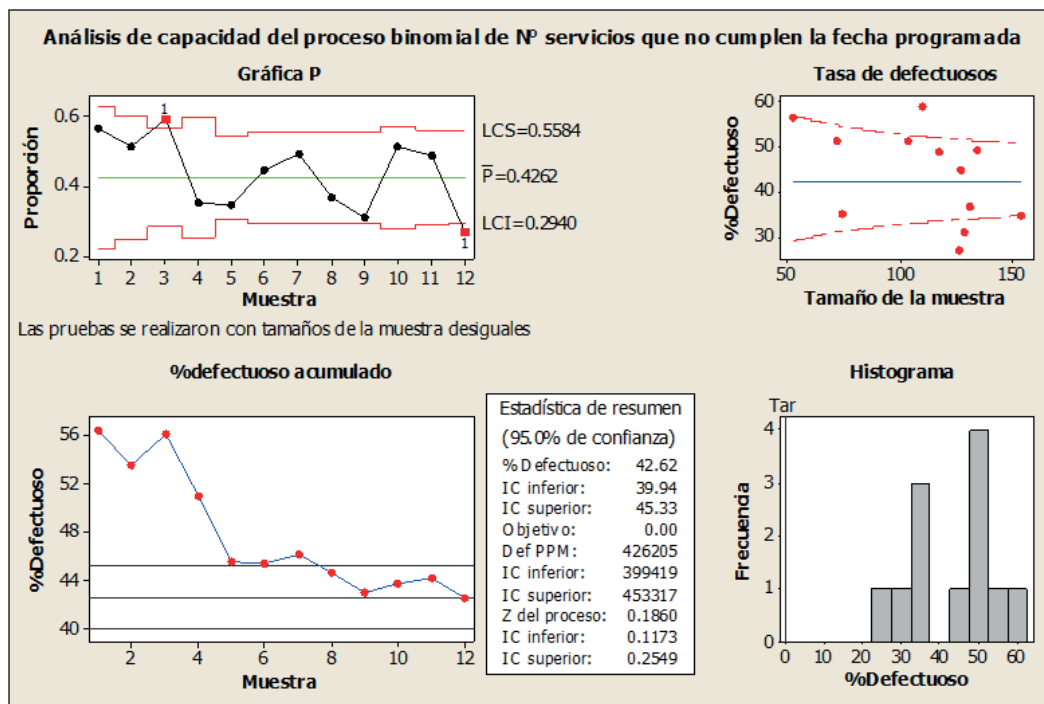 Análisis de capacidad del proceso binomial de Nº servicios que no cumplen la fecha programada
Gráfica P
Proporción
0.6
0.4
0.2
1
1
LCS=0.5584
P̅=0.4262
LCI=0.2940
1 2 3 4 5 6 7 8 9 10 11 12
Muestra
Las pruebas se realizaron con tamaños de la muestra desiguales
Tasa de defectuosos
%Defectuoso
60
50
40
30
50 100 150
Tamaño de la muestra
%defectuoso acumulado
%Defectuoso
56
52
48
44
40
2 4 6 8 10 12
Muestra
Estadística de resumen
(95.0% de confianza)
%Defectuoso: 42.62
IC inferior: 39.94
IC superior: 45.33
Objetivo: 0.00
Def PPM: 426205
IC inferior: 399419
IC superior: 453317
Z del proceso: 0.1860
IC inferior: 0.1173
IC superior: 0.2549
Histograma
Tar
Frecuencia
4
3
2
1
0
0 10 20 30 40 50 60
%Defectuoso